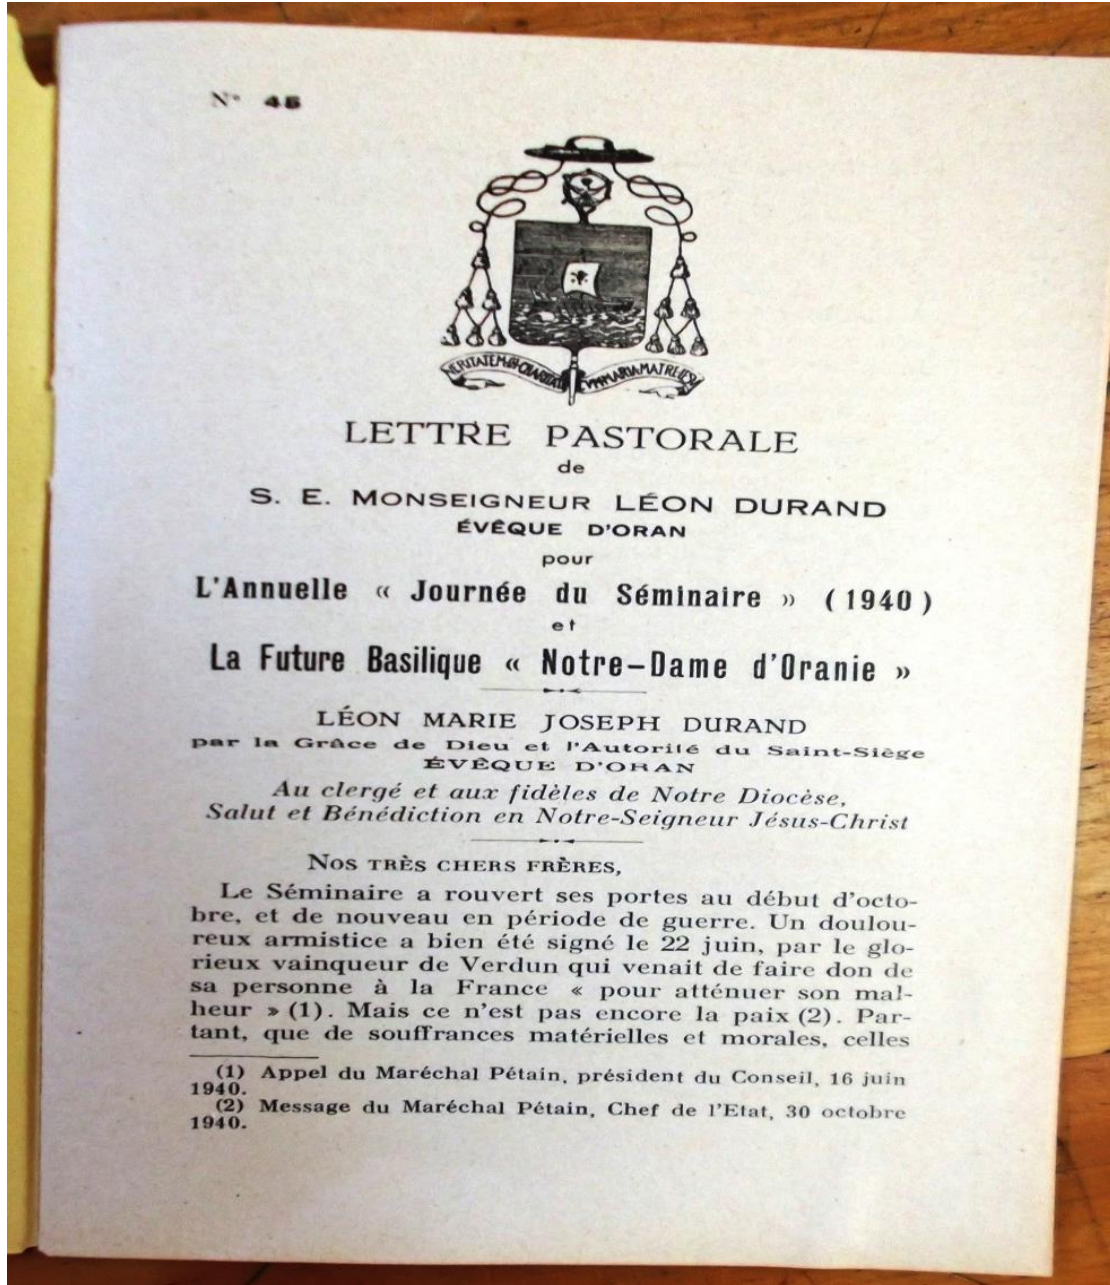 N° 45
VERITATEM ET CARITATEM CVM MARIA MATRE IESV
LETTRE PASTORALE
de
S. E. MONSEIGNEUR LÉON DURAND
ÉVÊQUE D'ORAN
pour
L'Annuelle « Journée du Séminaire » (1940)
et
La Future Basilique « Notre-Dame d'Oranie »
LÉON MARIE JOSEPH DURAND
par la Grâce de Dieu et l'Autorité du Saint-Siège
ÉVÊQUE D'ORAN
Au clergé et aux fidèles de Notre Diocèse,
Salut et Bénédiction en Notre-Seigneur Jésus-Christ
NOS TRÈS CHERS FRÈRES,
Le Séminaire a rouvert ses portes au début d'octo-
bre, et de nouveau en période de guerre. Un doulou-
reux armistice a bien été signé le 22 juin, par le glo-
rieux vainqueur de Verdun qui venait de faire don de
sa personne à la France « pour atténuer son mal-
heur » (1). Mais ce n'est pas encore la paix (2). Par-
tant, que de souffrances matérielles et morales, celles
(1) Appel du Maréchal Pétain, président du Conseil, 16 juin
1940.
(2) Message du Maréchal Pétain, Chef de l'Etat, 30 octobre
1940.